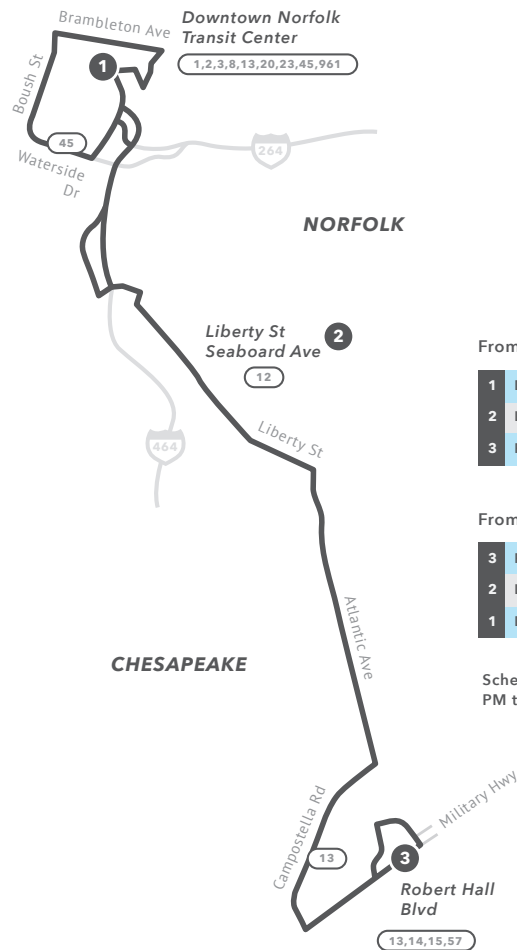 Brambleton Ave
Downtown Norfolk
Transit Center
1,2,3,8,13,20,23,45,961
1
Boush St
45
Waterside
Dr
264
NORFOLK
Liberty St
Seaboard Ave
2
12
Liberty St
464
From
1
2
3
From
3
2
1
Sche
PM t
CHESAPEAKE
Atlantic Ave
Campostella Rd
Military Hwy
13
3
Robert Hall
Blvd
13,14,15,57